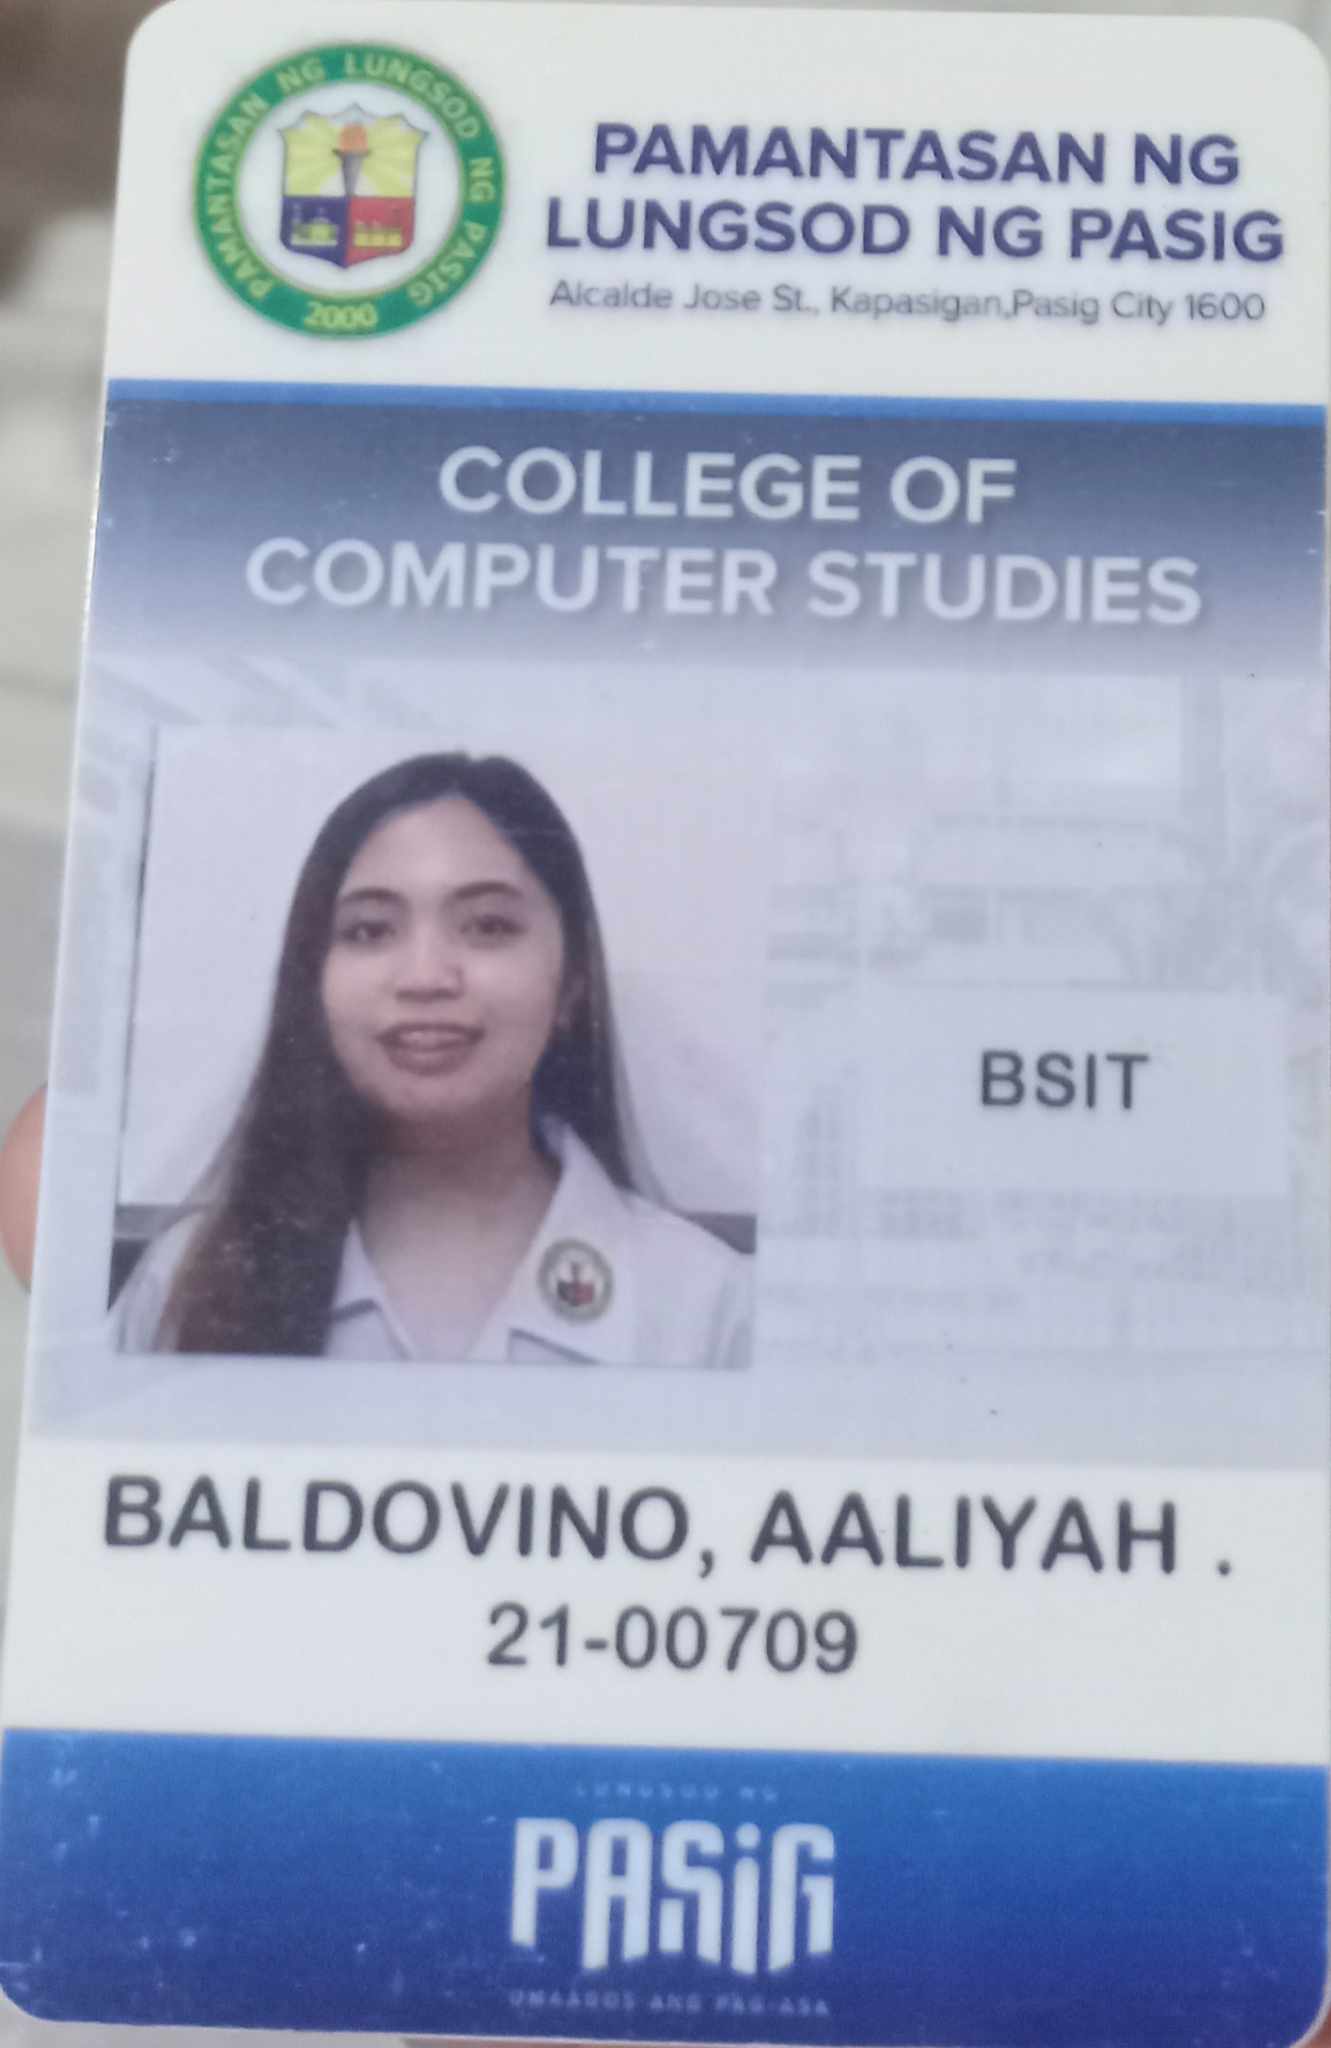 PAMANTASAN NG LUNGSOD NG PASIG
2000
PAMANTASAN NG
LUNGSOD NG PASIG
Alcalde Jose St., Kapasigan,Pasig City 1600
COLLEGE OF
COMPUTER STUDIES
BSIT
BALDOVINO, AALIYAH .
21-00709
LUNGSOD NG
PASiG
UMAAGOS ANG PAG-ASA